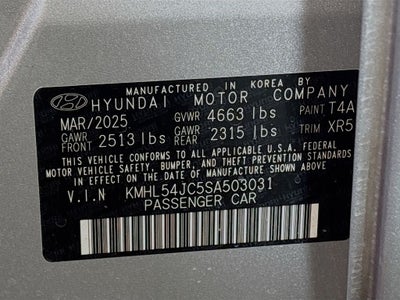 MANUFACTURED IN KOREA BY
HYUNDAI MOTOR COMPANY
MAR/2025 GVWR 4663 lbs PAINT T4A
GAWR FRONT 2513 lbs GAWR REAR 2315 lbs TRIM XR5
THIS VEHICLE CONFORMS TO ALL APPLICABLE U.S.A. FEDERAL
MOTOR VEHICLE SAFETY, BUMPER, AND THEFT PREVENTION
STANDARDS IN EFFECT ON THE DATE OF MANUFACTURE SHOWN ABOVE.
V.I.N KMHL54JC5SA503031
PASSENGER CAR